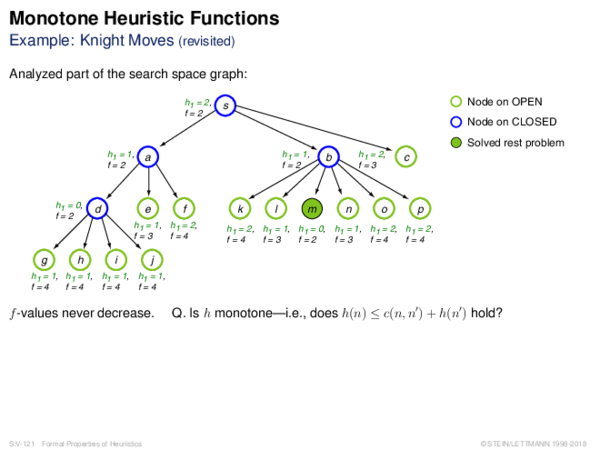 Monotone Heuristic Functions
Example: Knight Moves (revisited)
Analyzed part of the search space graph:
h1 = 2,
f = 2
s
Node on OPEN
Node on CLOSED
Solved rest problem
h1 = 1,
f = 2
a
h1 = 1,
f = 2
b
h1 = 2,
f = 3
c
h1 = 0,
f = 2
d
e
f
k
l
m
n
o
p
h1 = 1, h1 = 2,
f = 3 f = 4
h1 = 2, h1 = 1, h1 = 0, h1 = 1, h1 = 2, h1 = 2,
f = 4 f = 3 f = 2 f = 3 f = 4 f = 4
g
h
i
j
h1 = 1, h1 = 1, h1 = 1, h1 = 1,
f = 4 f = 4 f = 4 f = 4
f-values never decrease. Q. Is h monotone—i.e., does h(n) ≤ c(n, n′) + h(n′) hold?
S:V-121 Formal Properties of Heuristics
© STEIN/LETTMANN 1998-2018